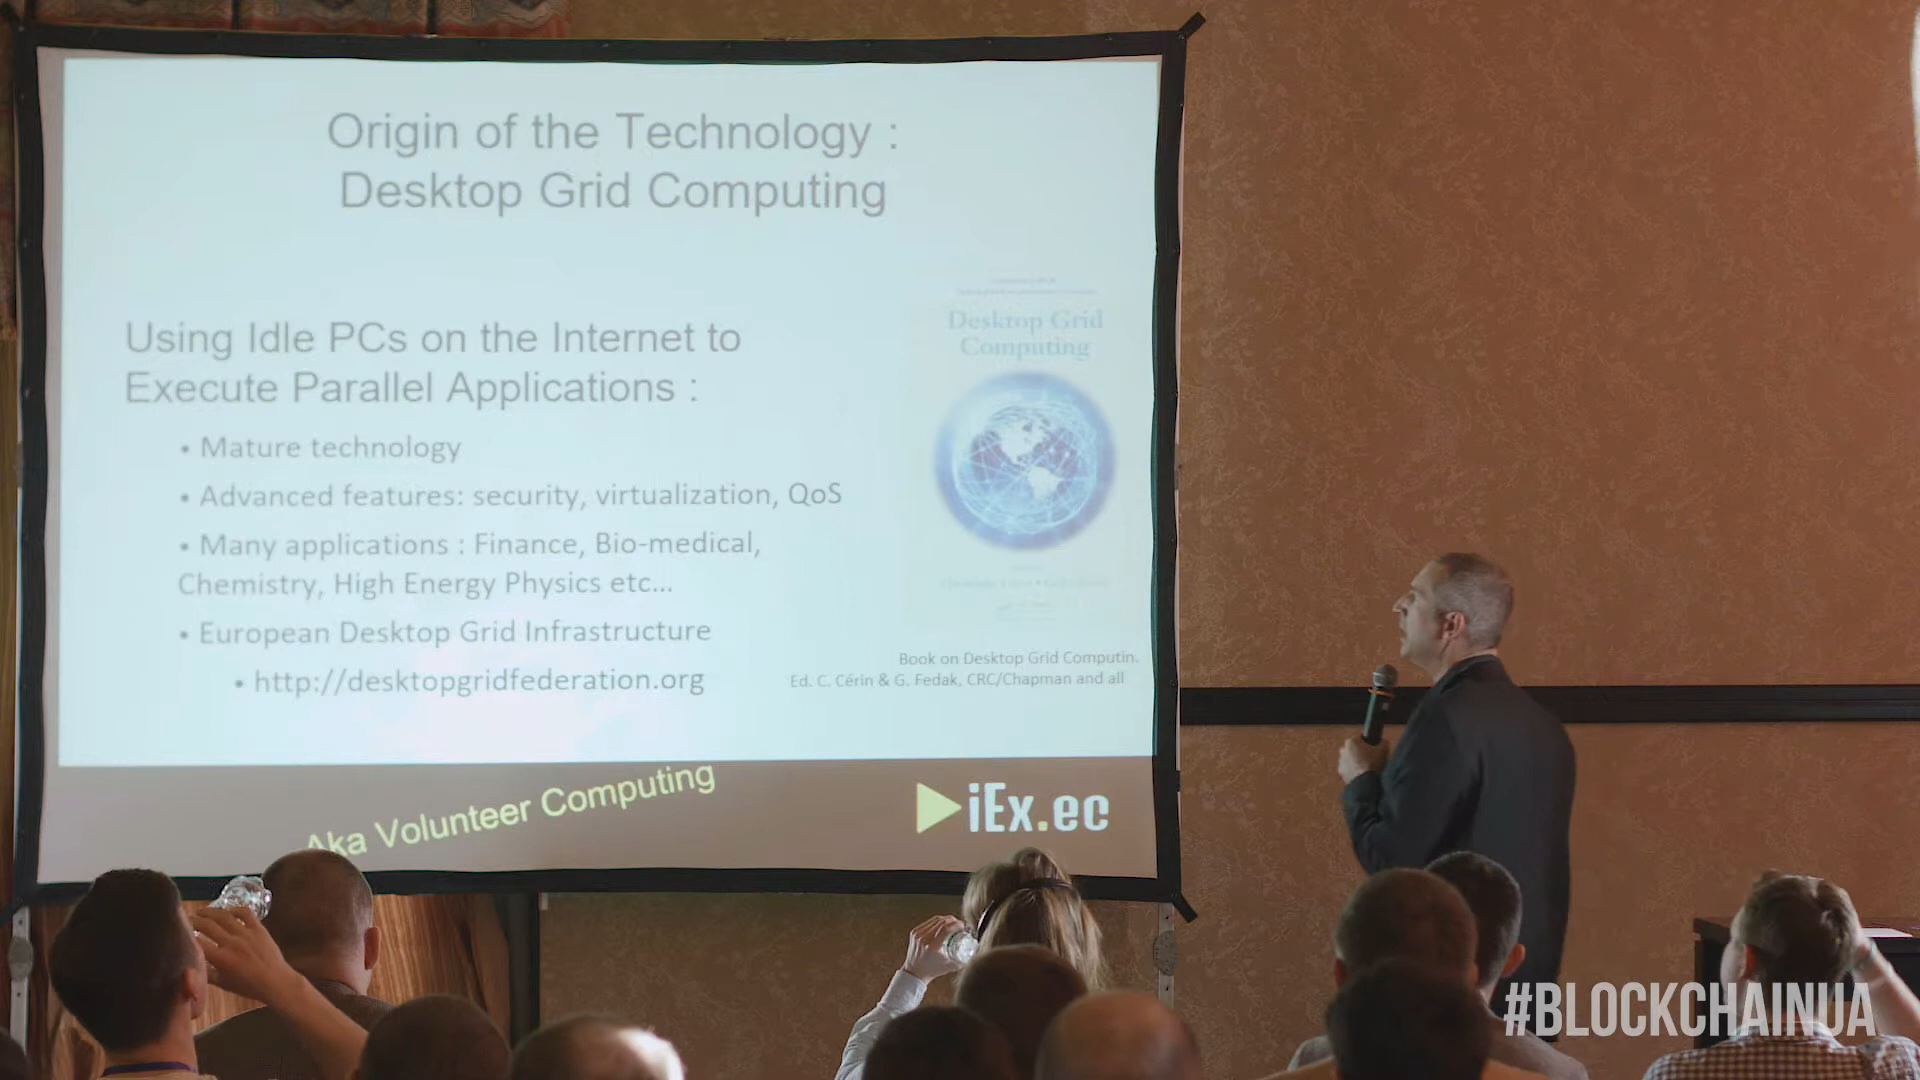 Origin of the Technology :
Desktop Grid Computing
Using Idle PCs on the Internet to
Execute Parallel Applications :
• Mature technology
• Advanced features: security, virtualization, QoS
• Many applications : Finance, Bio-medical,
Chemistry, High Energy Physics etc...
• European Desktop Grid Infrastructure
• http://desktopgridfederation.org
Desktop Grid
Computing
Book on Desktop Grid Computin.
Ed. C. Cérin & G. Fedak, CRC/Chapman and all
Aka Volunteer Computing
iEx.ec
#BLOCKCHAINUA